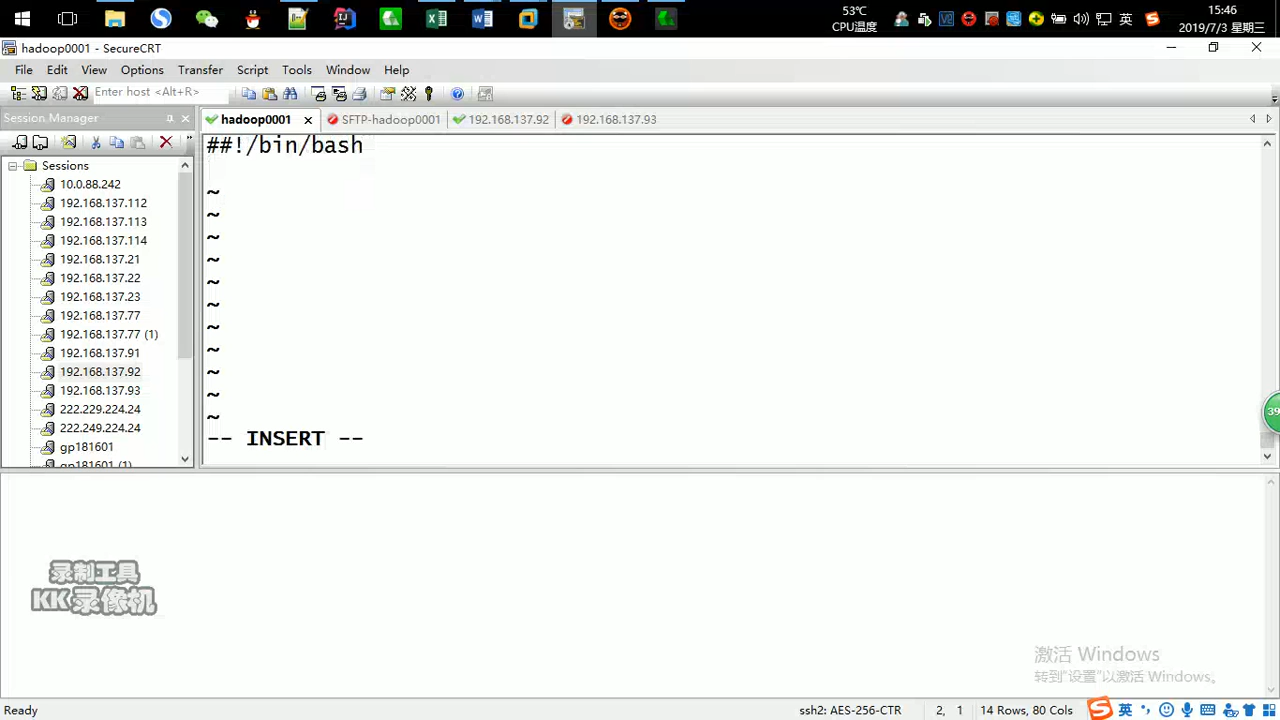 53℃
CPU温度
英
15:46
2019/7/3 星期三
hadoop0001 - SecureCRT
File Edit View Options Transfer Script Tools Window Help
Enter host <Alt+R>
Session Manager
hadoop0001 SFTP-hadoop0001 192.168.137.92 192.168.137.93
Sessions
10.0.88.242
192.168.137.112
192.168.137.113
192.168.137.114
192.168.137.21
192.168.137.22
192.168.137.23
192.168.137.77
192.168.137.77 (1)
192.168.137.91
192.168.137.92
192.168.137.93
222.229.224.24
222.249.224.24
gp181601
gp181601 (1)
##!/bin/bash
~
~
~
~
~
~
~
~
~
~
~
-- INSERT --
39
录制工具
KK录像机
激活 Windows
转到“设置”以激活 Windows。
Ready
ssh2: AES-256-CTR
2, 1
14 Rows, 80 Cols
英